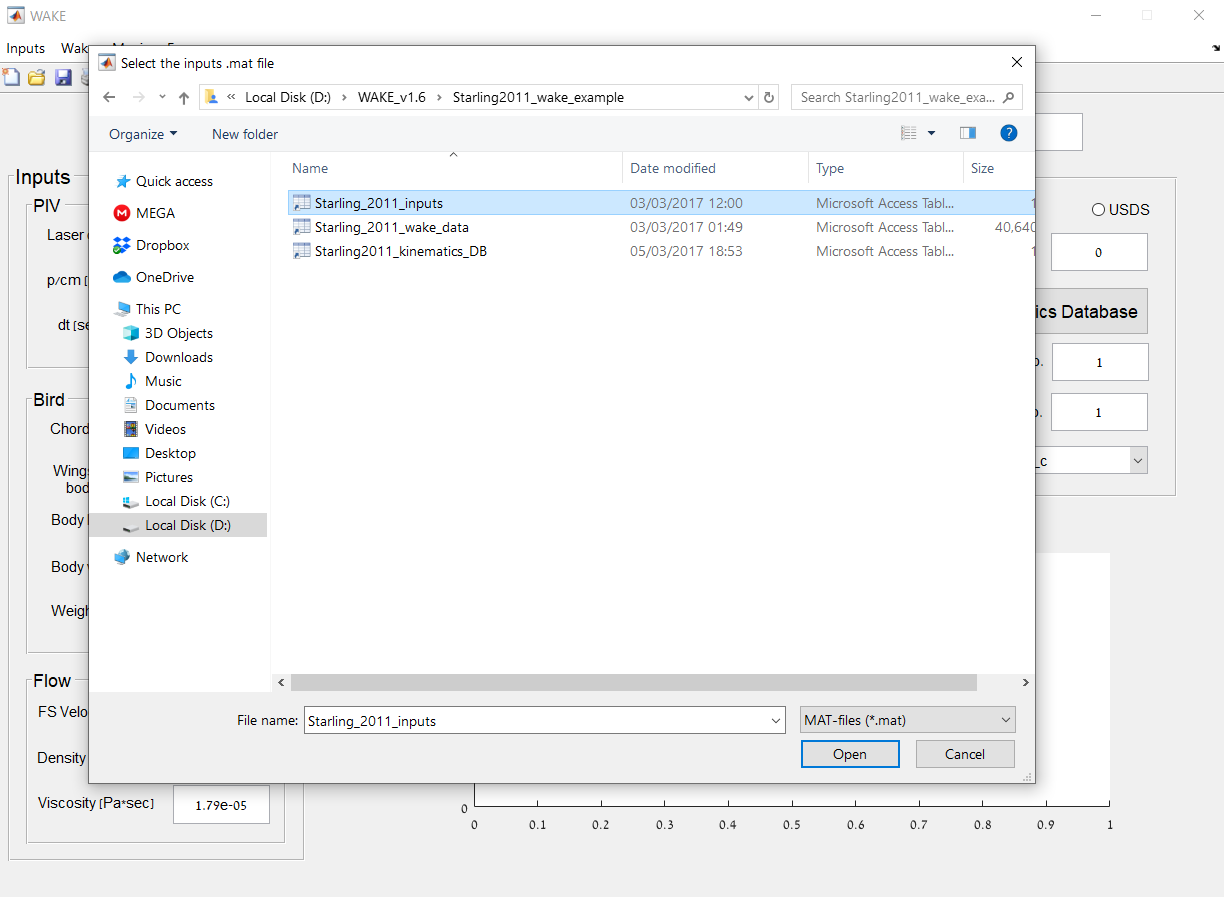 WAKE
Inputs
Select the inputs .mat file
« Local Disk (D:) › WAKE_v1.6 › Starling2011_wake_example
Search Starling2011_wake_exa...
Organize New folder
Name Date modified Type Size
Quick access
MEGA
Dropbox
OneDrive
This PC
3D Objects
Downloads
Music
Documents
Videos
Desktop
Pictures
Local Disk (C:)
Local Disk (D:)
Network
Starling_2011_inputs 03/03/2017 12:00 Microsoft Access Tabl... 1
Starling_2011_wake_data 03/03/2017 01:49 Microsoft Access Tabl... 40,640
Starling2011_kinematics_DB 05/03/2017 18:53 Microsoft Access Tabl... 1
File name: Starling_2011_inputs MAT-files (*.mat)
Open Cancel
Inputs
PIV
Laser
p/cm
dt [se
Bird
Chord
Wings
bod
Body
Body
Weigh
Flow
FS Velo
Density
Viscosity [Pa*sec] 1.79e-05
USDS
0
ics Database
1
1
_c
0
0 0.1 0.2 0.3 0.4 0.5 0.6 0.7 0.8 0.9 1